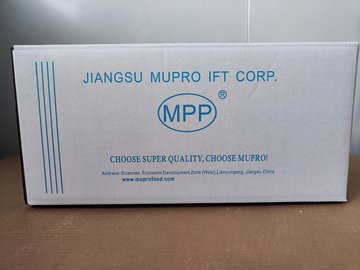 JIANGSU MUPRO IFT CORP.
MPP ®
CHOOSE SUPER QUALITY, CHOOSE MUPRO!
Address: Guannan Economic Development Zone (West), Lianyungang, Jiangsu, China
www.muprofood.com